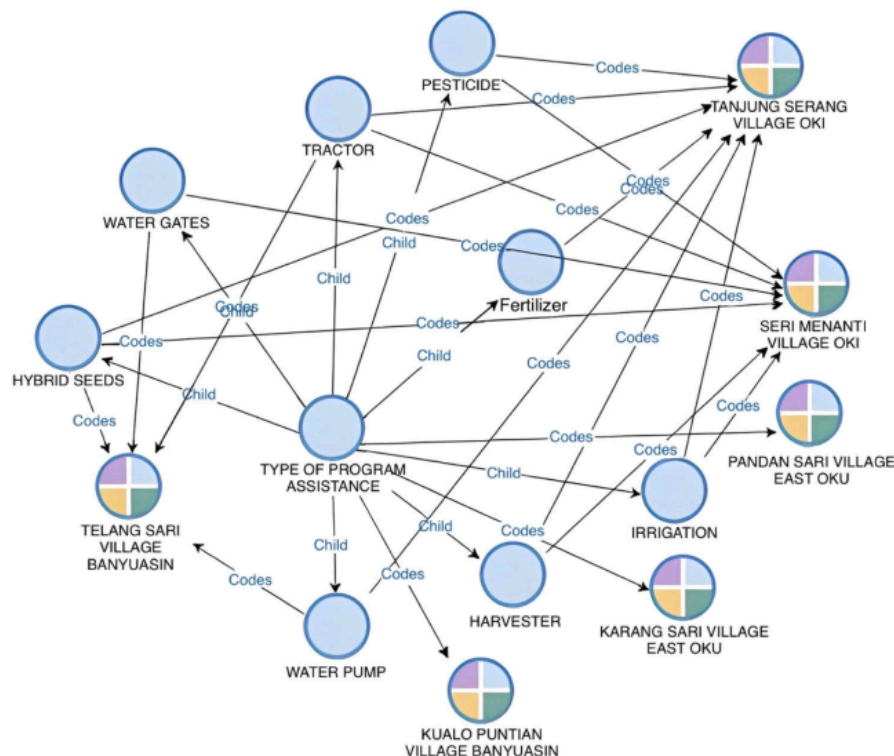 PESTICIDE
Codes
TANJUNG SERANG
VILLAGE OKI
Codes
TRACTOR
Codes
Codes
Codes
WATER GATES
Codes
Child
Codes
Child
Codes
Fertilizer
SERI MENANTI
VILLAGE OKI
Codes
Codes
Child
Codes
Codes
Codes
HYBRID SEEDS
Child
Codes
Child
Codes
Codes
Codes
PANDAN SARI VILLAGE
EAST OKU
TYPE OF PROGRAM
ASSISTANCE
Child
Codes
TELANG SARI
VILLAGE
BANYUASIN
Child
Codes
IRRIGATION
Child
Codes
Codes
HARVESTER
KARANG SARI VILLAGE
EAST OKU
WATER PUMP
KUALO PUNTIAN
VILLAGE BANYUASIN